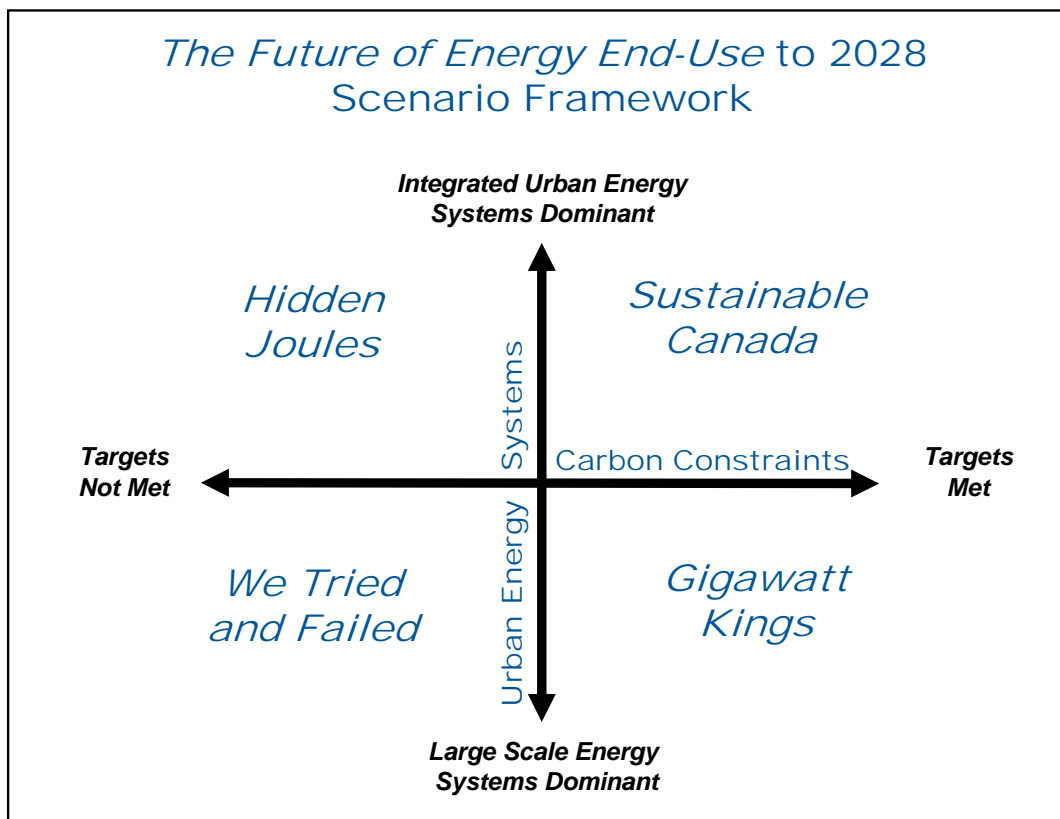 The Future of Energy End-Use to 2028
Scenario Framework
Integrated Urban Energy
Systems Dominant
Hidden
Joules
Sustainable
Canada
Urban Energy Systems
Carbon Constraints
Targets
Not Met
Targets
Met
We Tried
and Failed
Gigawatt
Kings
Large Scale Energy
Systems Dominant